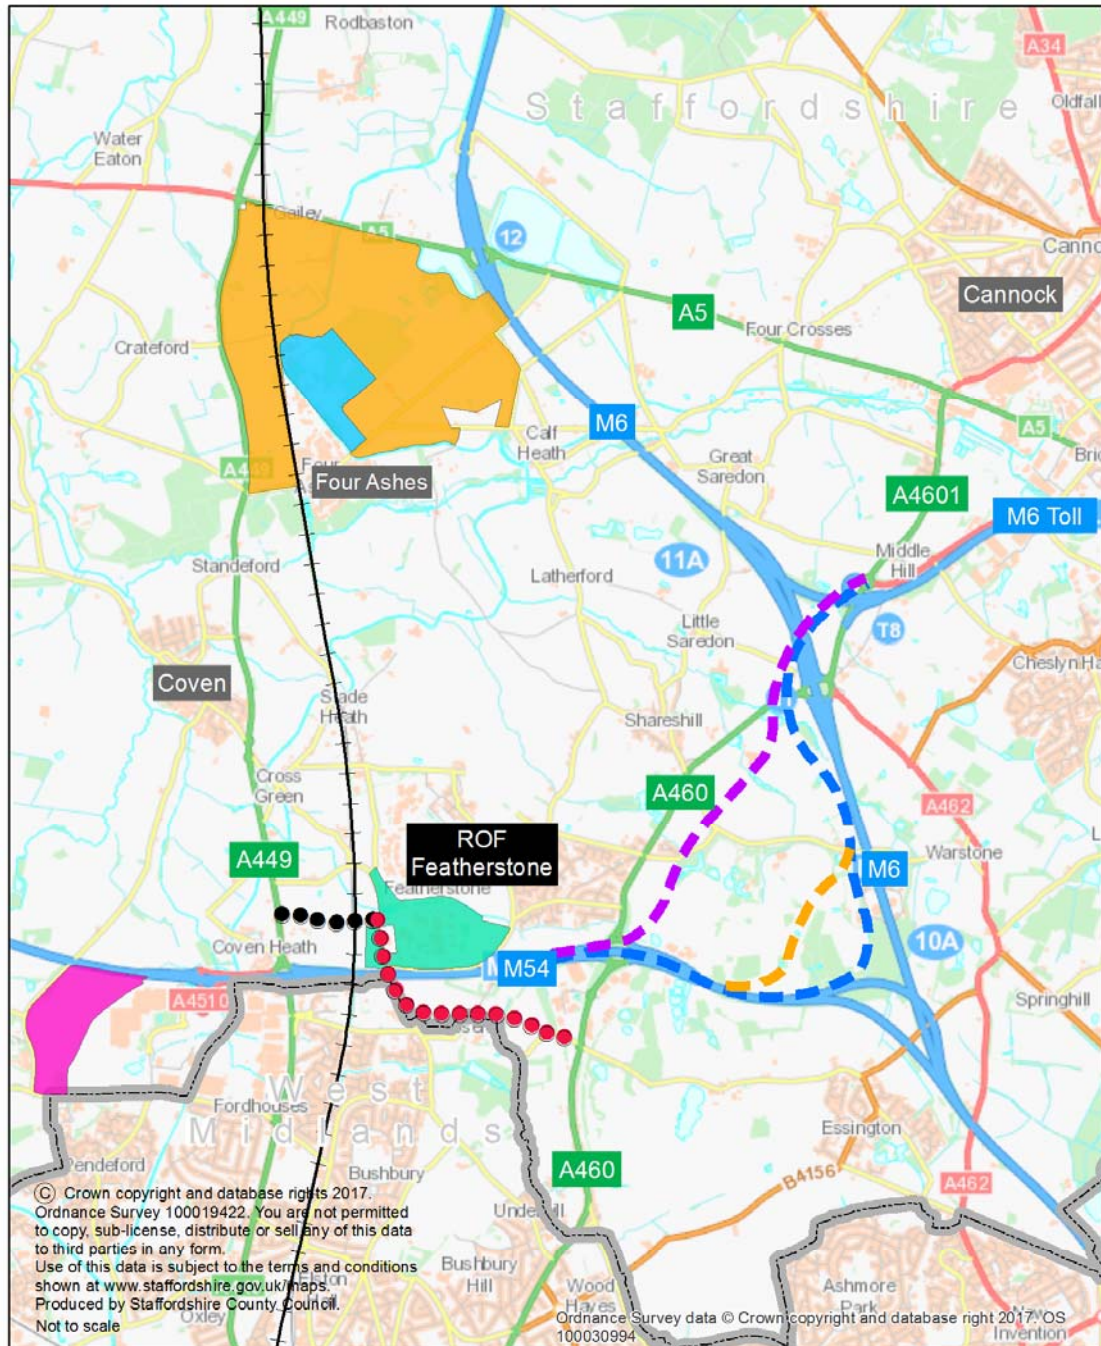 A449
Rodbaston
A34
Staffordshire
Oldfall
Water
Eaton
Gailey
A5
12
Cannock
A5
Four Crosses
Crateford
M6
Calf
Heath
A5
Great
Saredon
A449
Four Ashes
A4601
M6 Toll
Standeford
11A
Middle
Hill
Latherford
T8
Little
Saredon
Coven
Cheslyn Ha
Slade
Heath
Shareshill
Cross
Green
A460
A462
ROF
Featherstone
A449
Warstone
M6
Featherstone
Coven Heath
10A
M54
A4510
Springhill
West
Midlands
Fordhouses
Essington
Pendeford
Bushbury
A460
B4156
A462
© Crown copyright and database rights 2017.
Ordnance Survey 100019422. You are not permitted
to copy, sub-license, distribute or sell any of this data
to third parties in any form.
Use of this data is subject to the terms and conditions
shown at www.staffordshire.gov.uk/maps.
Produced by Staffordshire County Council.
Not to scale
Underhill
Bushbury
Hill
Oxley
Wood
Hayes
Ashmore
Park
New
Invention
Ordnance Survey data © Crown copyright and database right 2017. OS
100030994